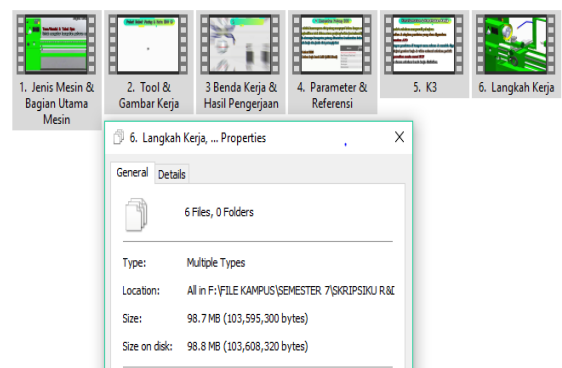 1. Jenis Mesin &
Bagian Utama
Mesin
2. Tool &
Gambar Kerja
3 Benda Kerja &
Hasil Pengerjaan
4. Parameter &
Referensi
5. K3
6. Langkah Kerja
6. Langkah Kerja, ... Properties
General
Details
6 Files, 0 Folders
Type: Multiple Types
Location: All in F:\FILE KAMPUS\SEMESTER 7\SKRIPSIKU R&I
Size: 98.7 MB (103,595,300 bytes)
Size on disk: 98.8 MB (103,608,320 bytes)